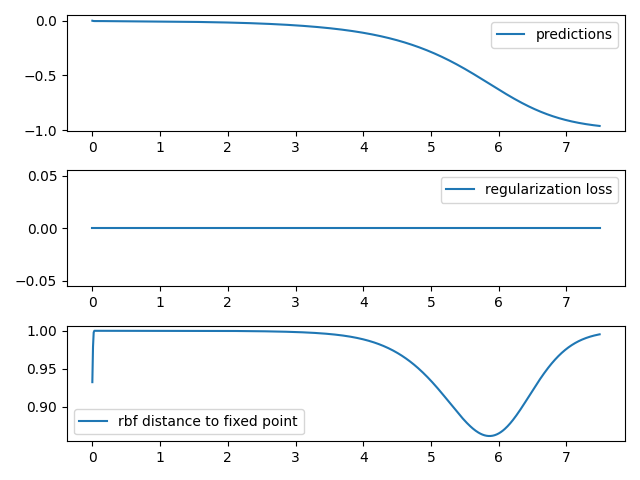 0.0
−0.5
−1.0
predictions
0 1 2 3 4 5 6 7
0.05
0.00
−0.05
regularization loss
0 1 2 3 4 5 6 7
1.00
0.95
0.90
rbf distance to fixed point
0 1 2 3 4 5 6 7